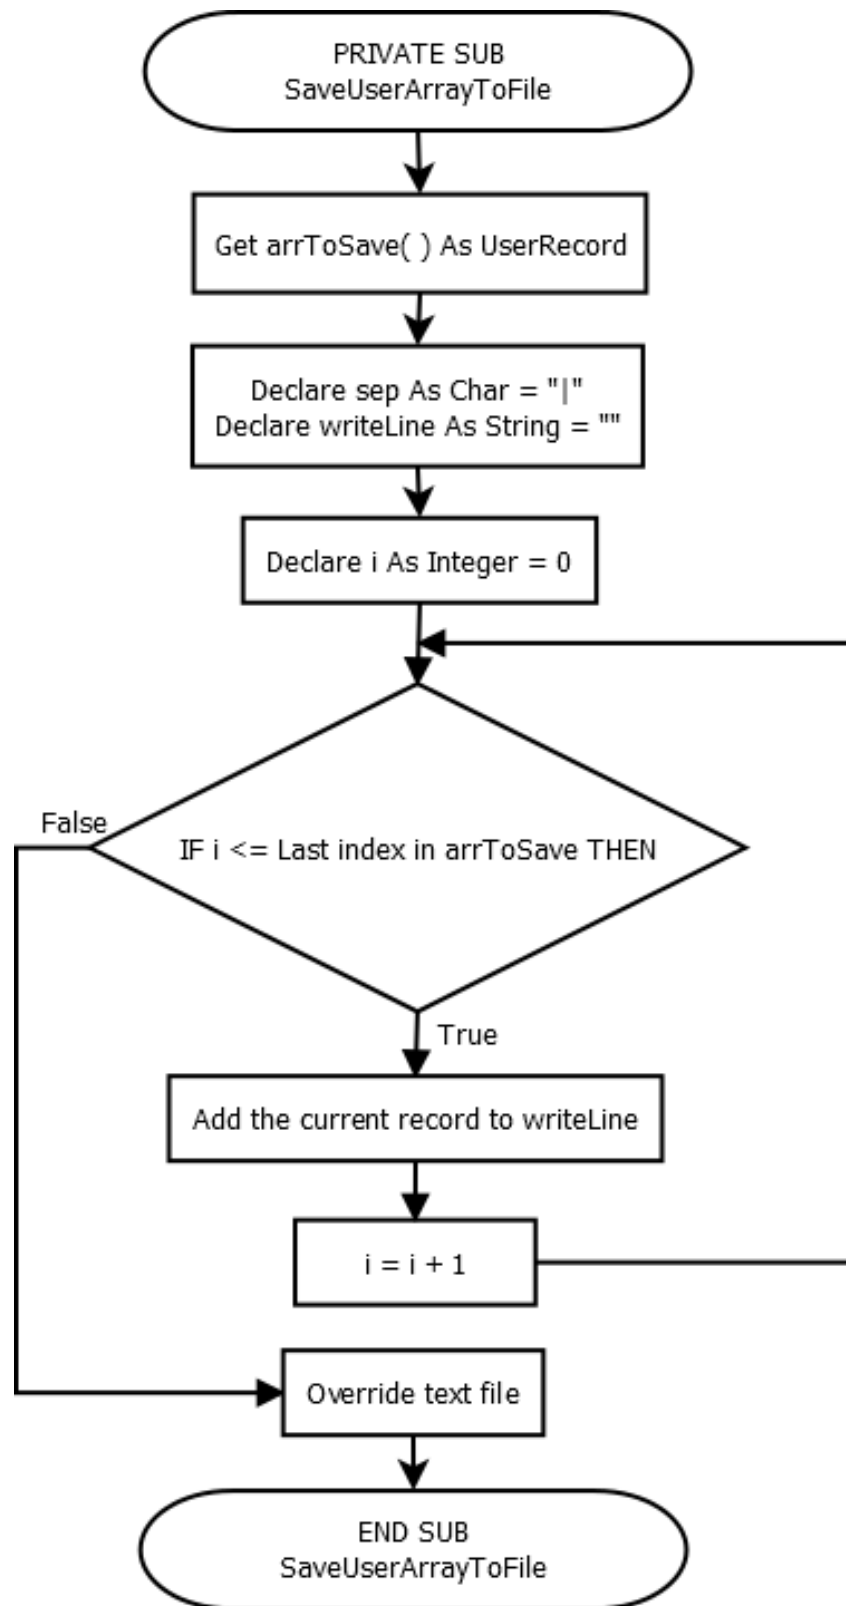 PRIVATE SUB
SaveUserArrayToFile
Get arrToSave( ) As UserRecord
Declare sep As Char = "|"
Declare writeLine As String = ""
Declare i As Integer = 0
False
IF i <= Last index in arrToSave THEN
True
Add the current record to writeLine
i = i + 1
Override text file
END SUB
SaveUserArrayToFile